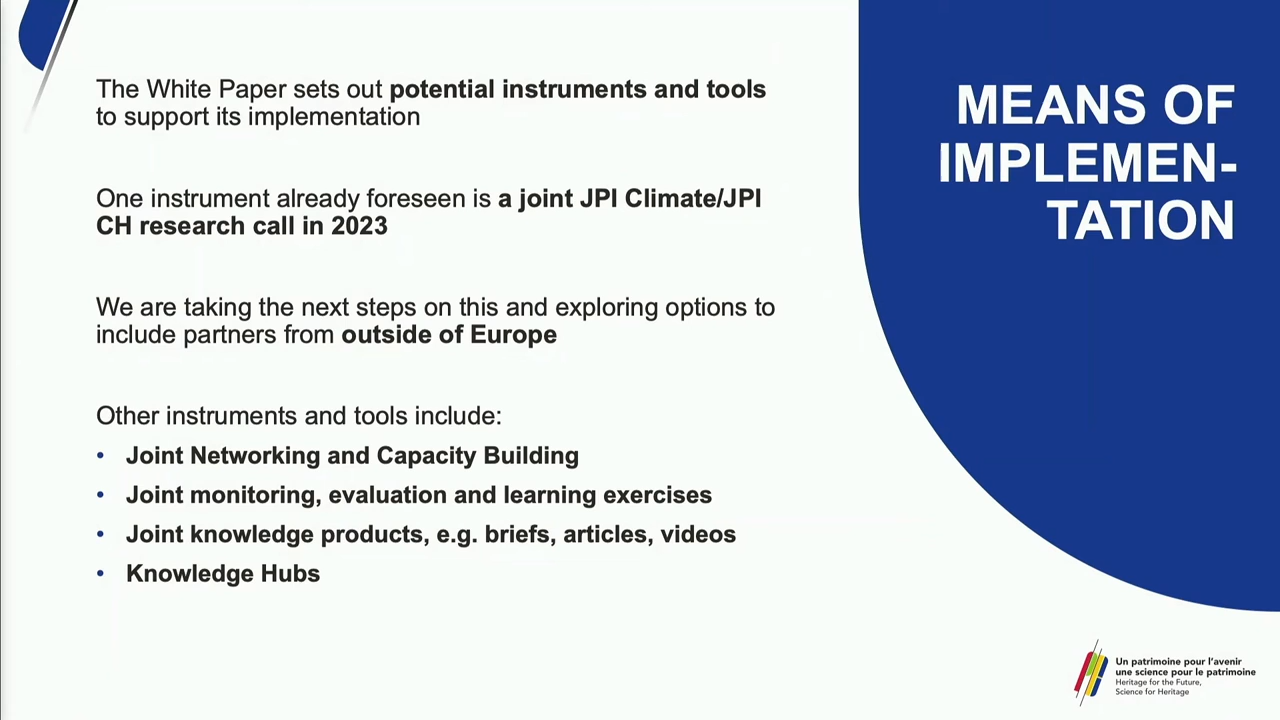 The White Paper sets out potential instruments and tools
to support its implementation
One instrument already foreseen is a joint JPI Climate/JPI
CH research call in 2023
We are taking the next steps on this and exploring options to
include partners from outside of Europe
Other instruments and tools include:
• Joint Networking and Capacity Building
• Joint monitoring, evaluation and learning exercises
• Joint knowledge products, e.g. briefs, articles, videos
• Knowledge Hubs
MEANS OF
IMPLEMEN-
TATION
Un patrimoine pour l'avenir
une science pour le patrimoine
Heritage for the Future,
Science for Heritage